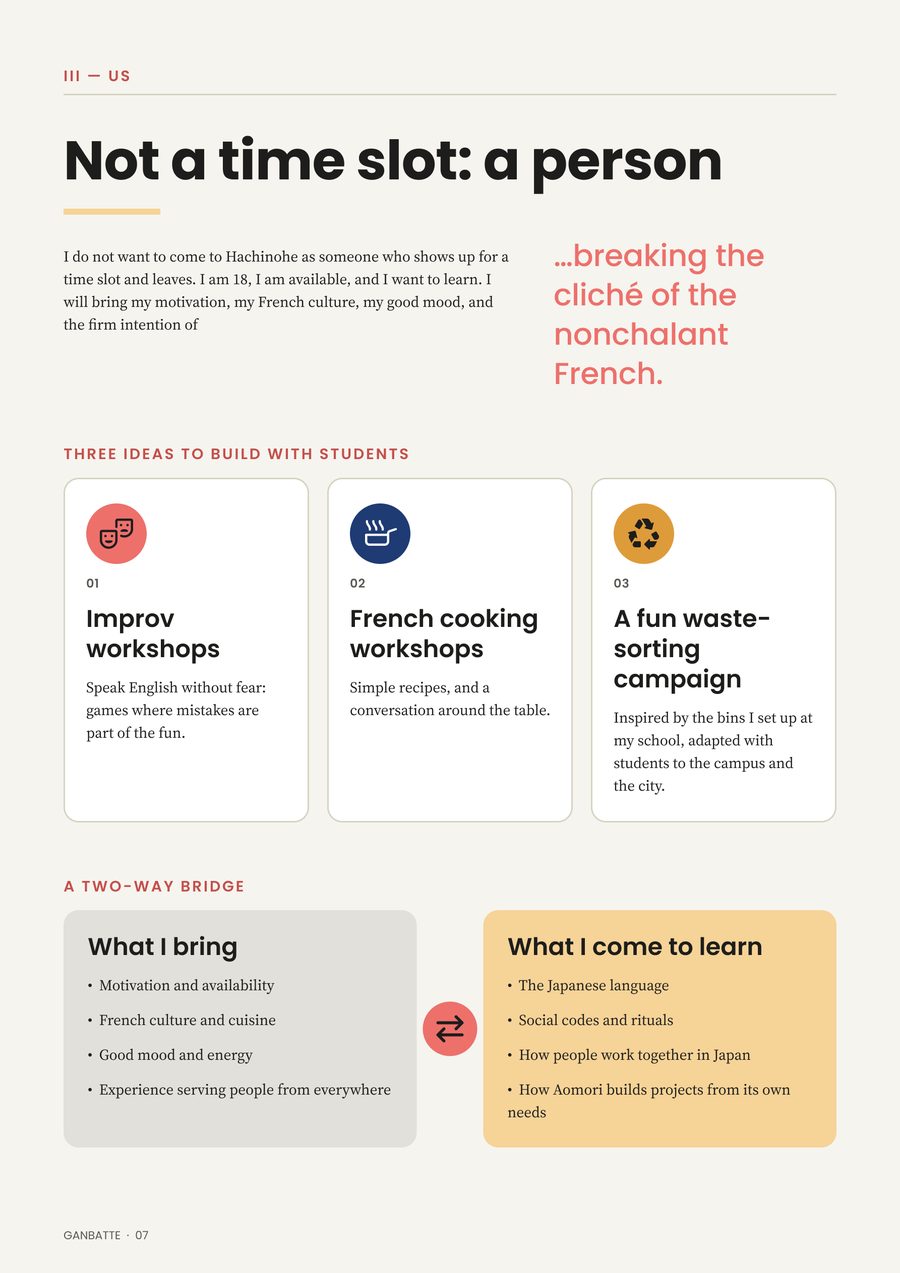 III — US
Not a time slot: a person
I do not want to come to Hachinohe as someone who shows up for a
time slot and leaves. I am 18, I am available, and I want to learn. I
will bring my motivation, my French culture, my good mood, and
the firm intention of
…breaking the
cliché of the
nonchalant
French.
THREE IDEAS TO BUILD WITH STUDENTS
01
Improv
workshops
Speak English without fear:
games where mistakes are
part of the fun.
02
French cooking
workshops
Simple recipes, and a
conversation around the table.
03
A fun waste-
sorting
campaign
Inspired by the bins I set up at
my school, adapted with
students to the campus and
the city.
A TWO-WAY BRIDGE
What I bring
• Motivation and availability
• French culture and cuisine
• Good mood and energy
• Experience serving people from everywhere
What I come to learn
• The Japanese language
• Social codes and rituals
• How people work together in Japan
• How Aomori builds projects from its own
needs
GANBATTE · 07